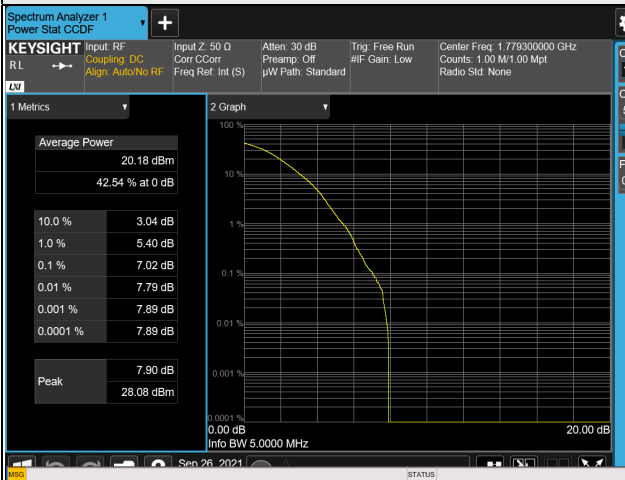 Spectrum Analyzer 1
Power Stat CCDF
KEYSIGHT
RL
LXI
Input: RF
Coupling: DC
Align: Auto/No RF
Input Z: 50 Ω
Corr CCorr
Freq Ref: Int (S)
Atten: 30 dB
Preamp: Off
µW Path: Standard
Trig: Free Run
#IF Gain: Low
Center Freq: 1.779300000 GHz
Counts: 1.00 M/1.00 Mpt
Radio Std: None
1 Metrics
Average Power
20.18 dBm
42.54 % at 0 dB
10.0 % 3.04 dB
1.0 % 5.40 dB
0.1 % 7.02 dB
0.01 % 7.79 dB
0.001 % 7.89 dB
0.0001 % 7.89 dB
Peak
7.90 dB
28.08 dBm
2 Graph
100 %
10 %
1 %
0.1 %
0.01 %
0.001 %
0.0001 %
0.00 dB
20.00 dB
Info BW 5.0000 MHz
Sep 26, 2021
MSG
STATUS